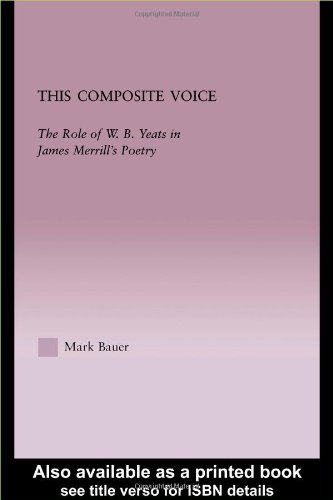 THIS COMPOSITE VOICE
The Role of W. B. Yeats in
James Merrill's Poetry
Mark Bauer
Also available as a printed book
see title verso for ISBN details